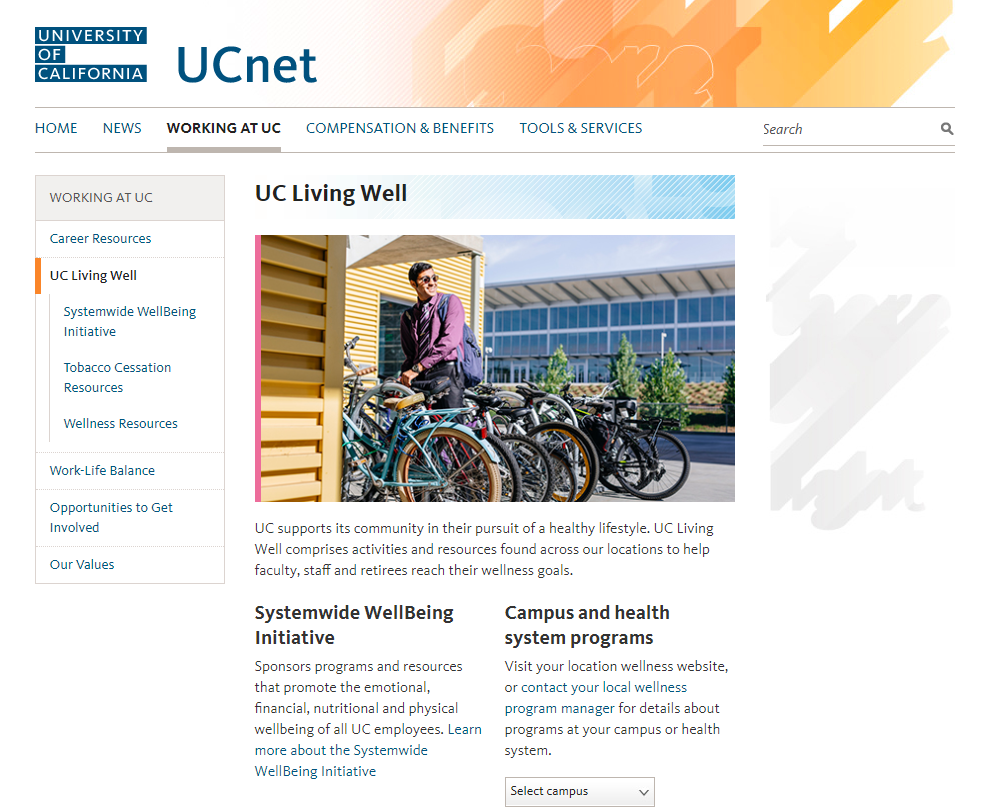 UNIVERSITY
OF
CALIFORNIA
UCnet
HOME
NEWS
WORKING AT UC
COMPENSATION & BENEFITS
TOOLS & SERVICES
Search
WORKING AT UC
Career Resources
UC Living Well
Systemwide WellBeing
Initiative
Tobacco Cessation
Resources
Wellness Resources
Work-Life Balance
Opportunities to Get
Involved
Our Values
UC Living Well
UC supports its community in their pursuit of a healthy lifestyle. UC Living
Well comprises activities and resources found across our locations to help
faculty, staff and retirees reach their wellness goals.
Systemwide WellBeing
Initiative
Sponsors programs and resources
that promote the emotional,
financial, nutritional and physical
wellbeing of all UC employees. Learn
more about the Systemwide
WellBeing Initiative
Campus and health
system programs
Visit your location wellness website,
or contact your local wellness
program manager for details about
programs at your campus or health
system.
Select campus